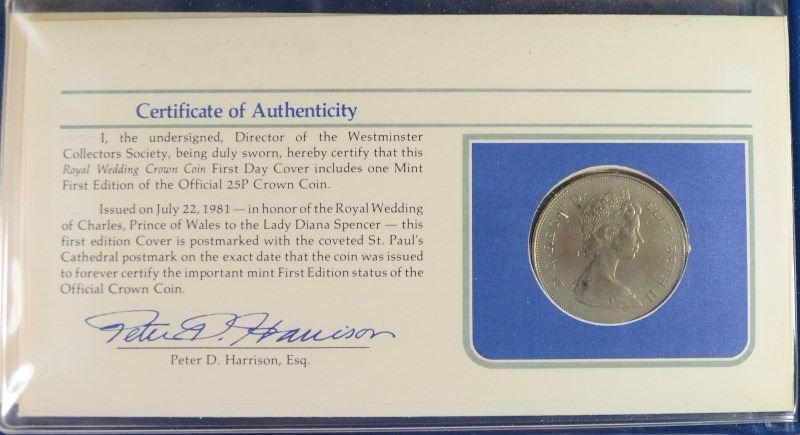 Certificate of Authenticity
I, the undersigned, Director of the Westminster
Collectors Society, being duly sworn, hereby certify that this
Royal Wedding Crown Coin First Day Cover includes one Mint
First Edition of the Official 25P Crown Coin.
Issued on July 22, 1981 — in honor of the Royal Wedding
of Charles, Prince of Wales to the Lady Diana Spencer — this
first edition Cover is postmarked with the coveted St. Paul's
Cathedral postmark on the exact date that the coin was issued
to forever certify the important mint First Edition status of the
Official Crown Coin.
Peter D. Harrison
Peter D. Harrison, Esq.
ELIZABETH II